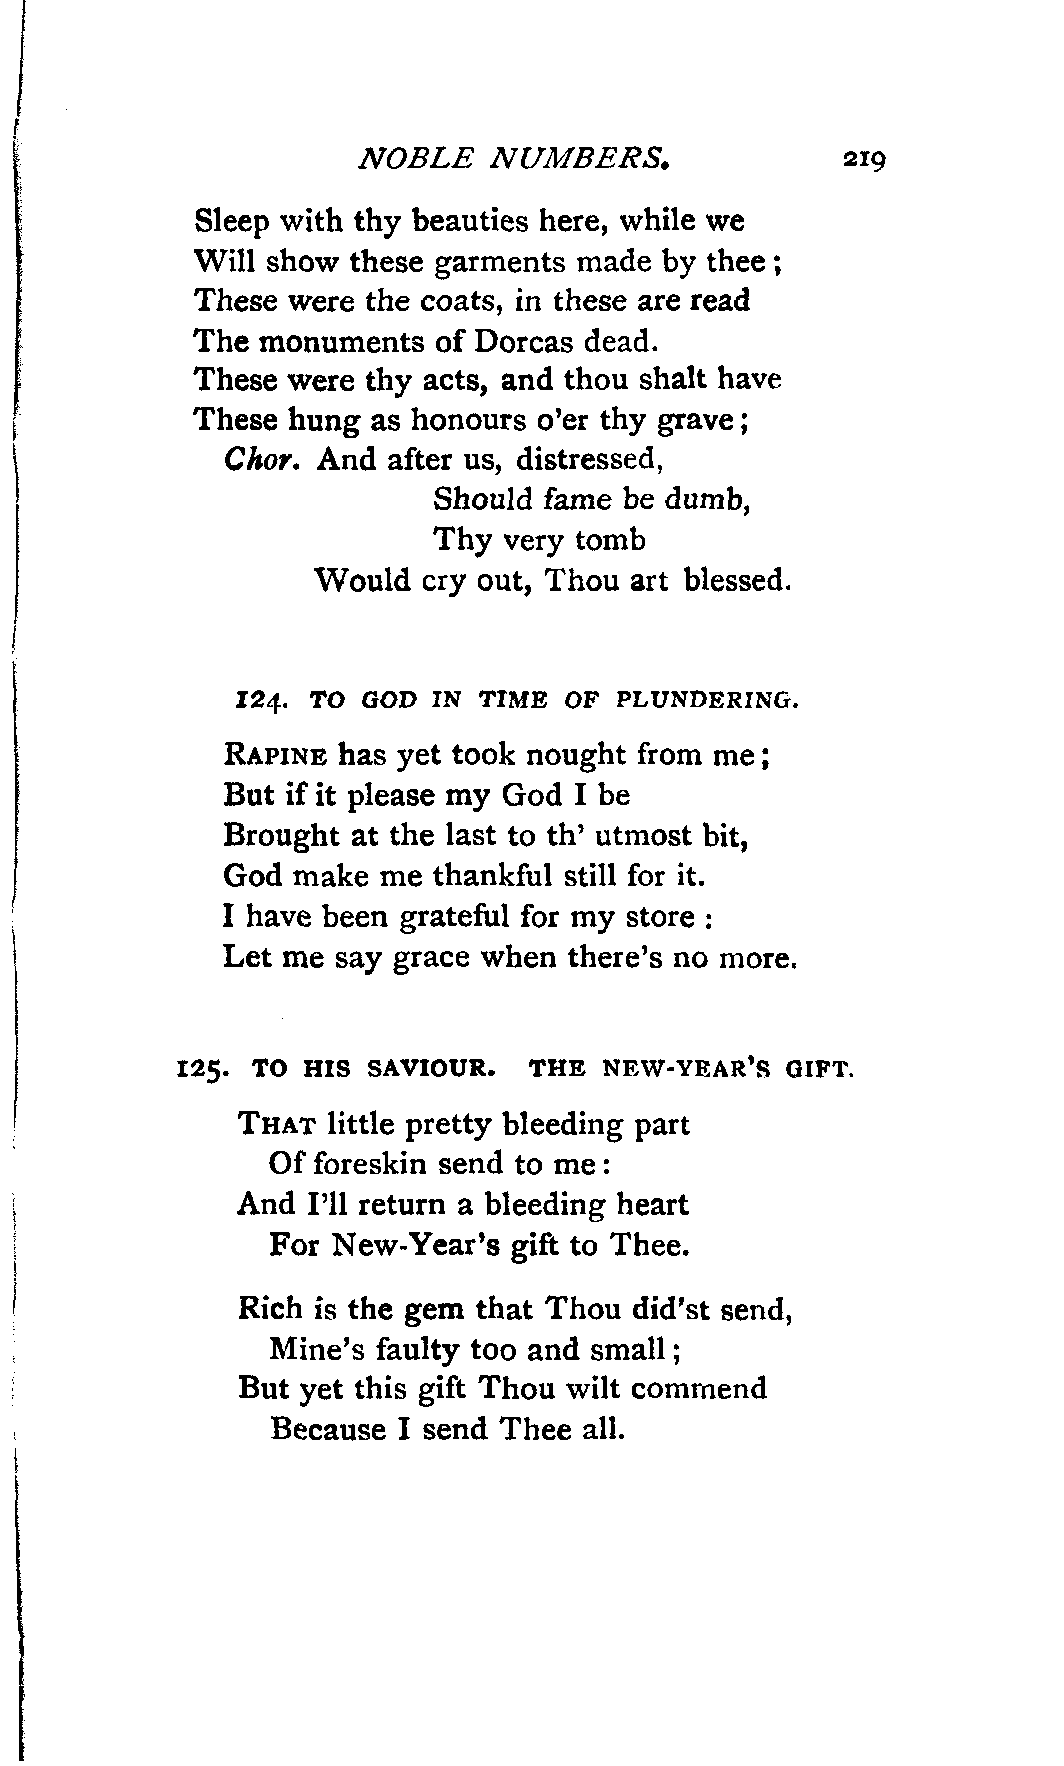 NOBLE NUMBERS. 219
Sleep with thy beauties here, while we
Will show these garments made by thee;
These were the coats, in these are read
The monuments of Dorcas dead.
These were thy acts, and thou shalt have
These hung as honours o'er thy grave;
Chor. And after us, distressed,
Should fame be dumb,
Thy very tomb
Would cry out, Thou art blessed.
124. TO GOD IN TIME OF PLUNDERING.
RAPINE has yet took nought from me;
But if it please my God I be
Brought at the last to th' utmost bit,
God make me thankful still for it.
I have been grateful for my store :
Let me say grace when there's no more.
125. TO HIS SAVIOUR. THE NEW-YEAR'S GIFT.
THAT little pretty bleeding part
Of foreskin send to me:
And I'll return a bleeding heart
For New-Year's gift to Thee.
Rich is the gem that Thou did'st send,
Mine's faulty too and small;
But yet this gift Thou wilt commend
Because I send Thee all.